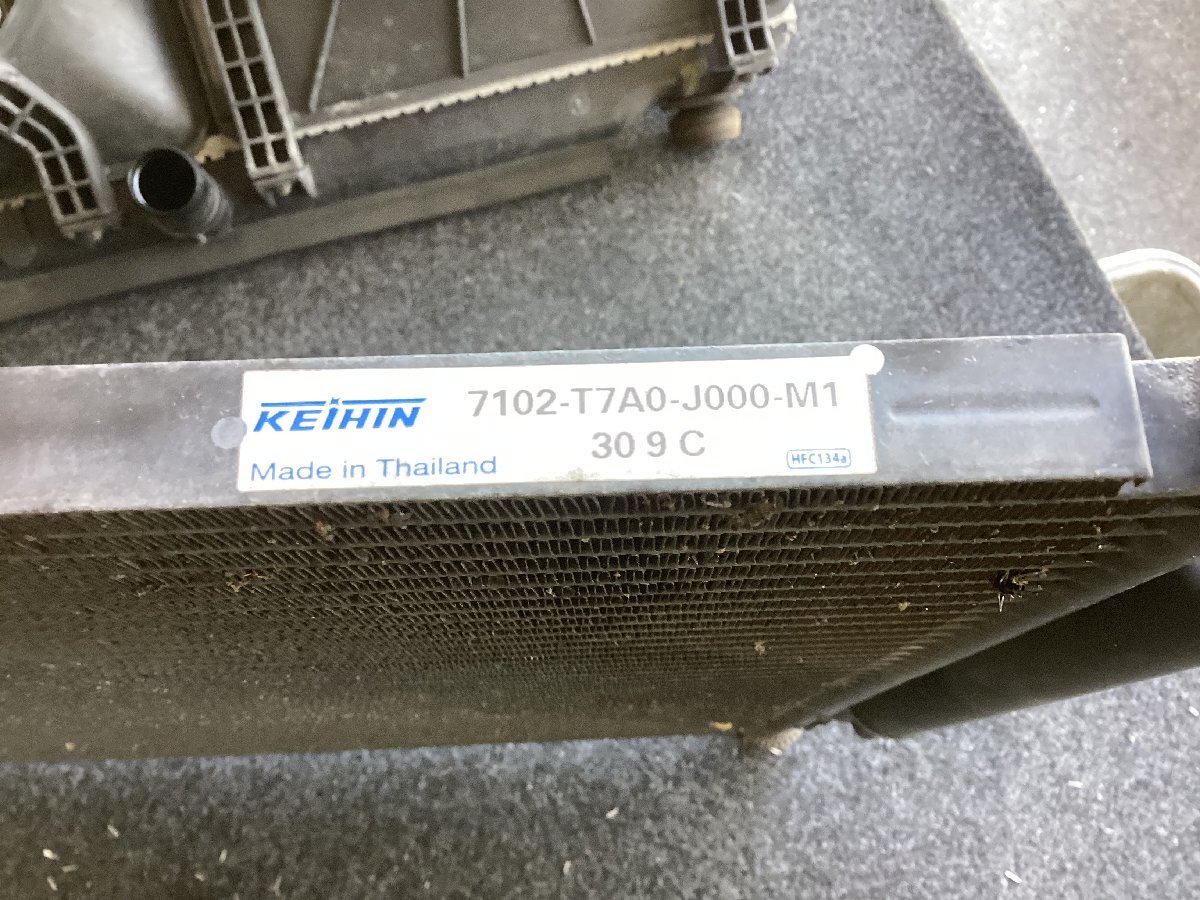 KEIHIN 7102-T7A0-J000-M1
30 9 C
Made in Thailand HFC134a